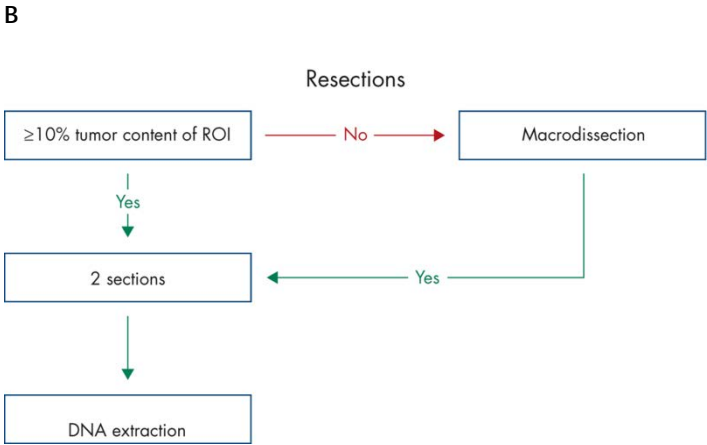 B
Resections
≥10% tumor content of ROI
No
Macrodissection
Yes
2 sections
Yes
DNA extraction